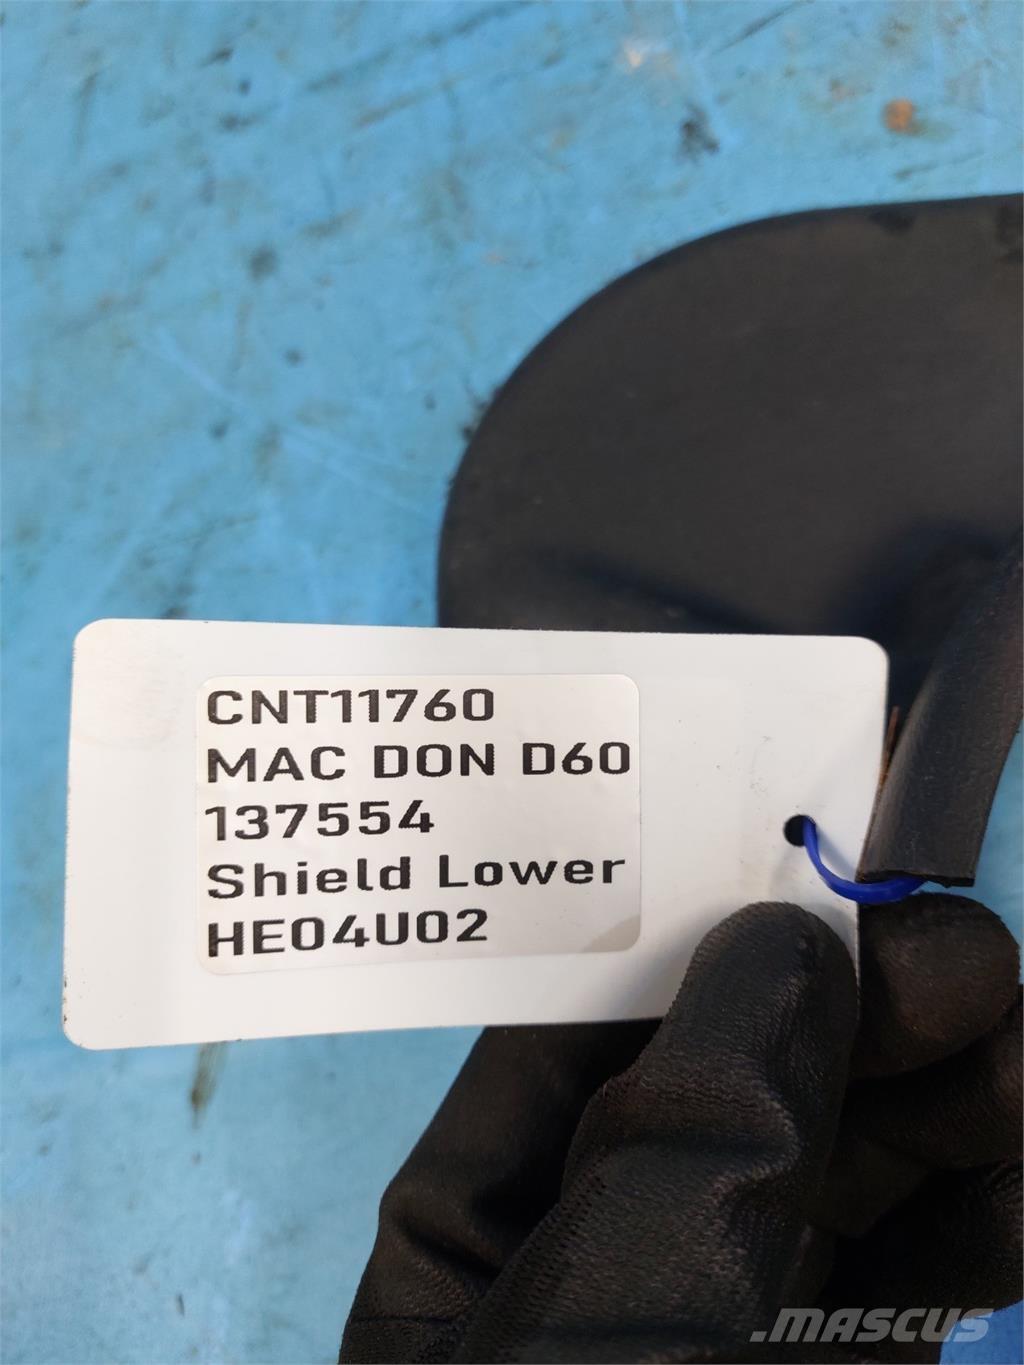 CNT11760
MAC DON D60
137554
Shield Lower
HE04U02
.MASCUS